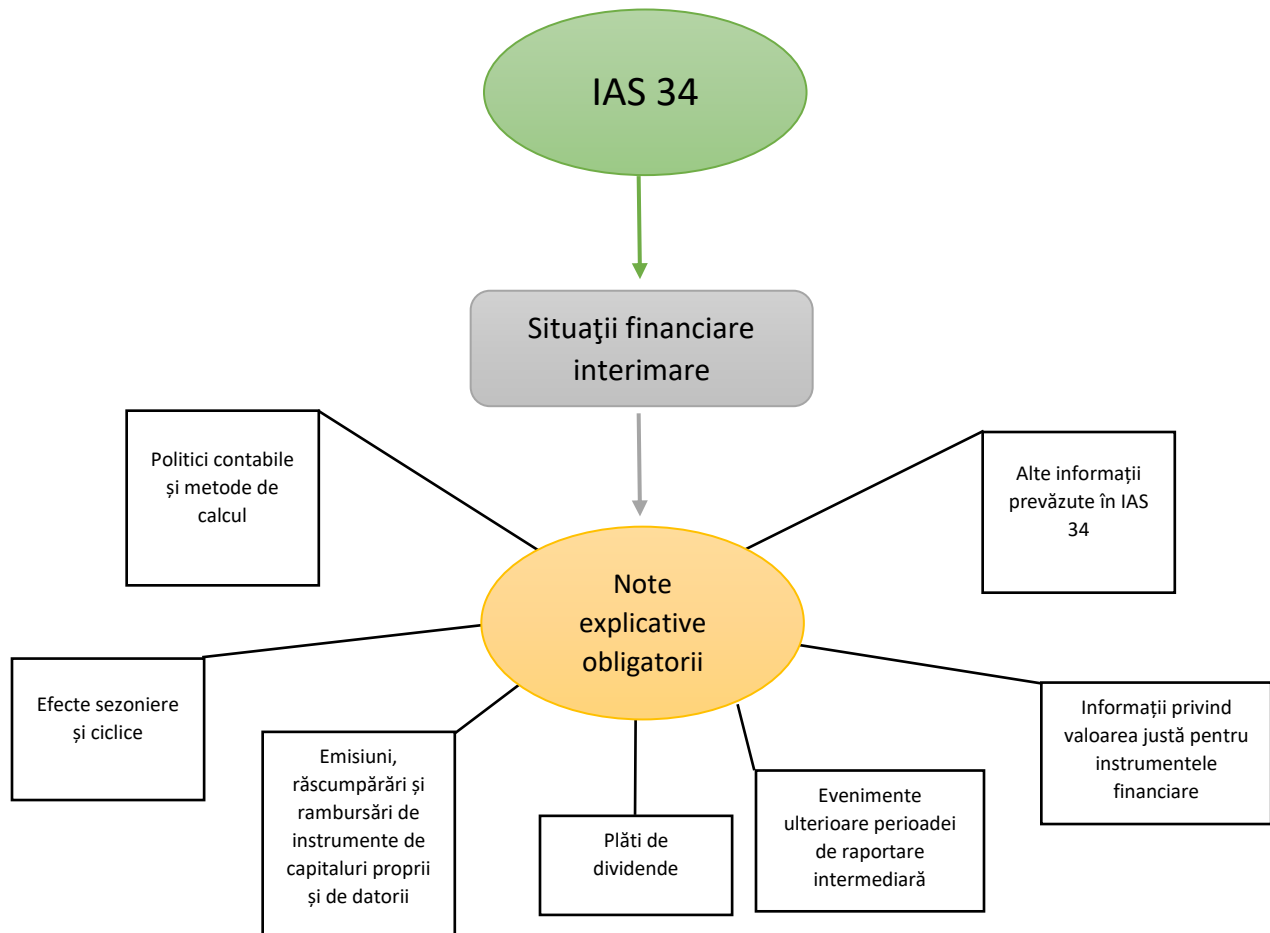 IAS 34
Situaţii financiare
interimare
Politici contabile
și metode de
calcul
Alte informații
prevăzute în IAS
34
Note
explicative
obligatorii
Efecte sezoniere
și ciclice
Emisiuni,
răscumpărări și
rambursări de
instrumente de
capitaluri proprii
și de datorii
Plăti de
dividende
Evenimente
ulterioare perioadei
de raportare
intermediară
Informații privind
valoarea justă pentru
instrumentele
financiare